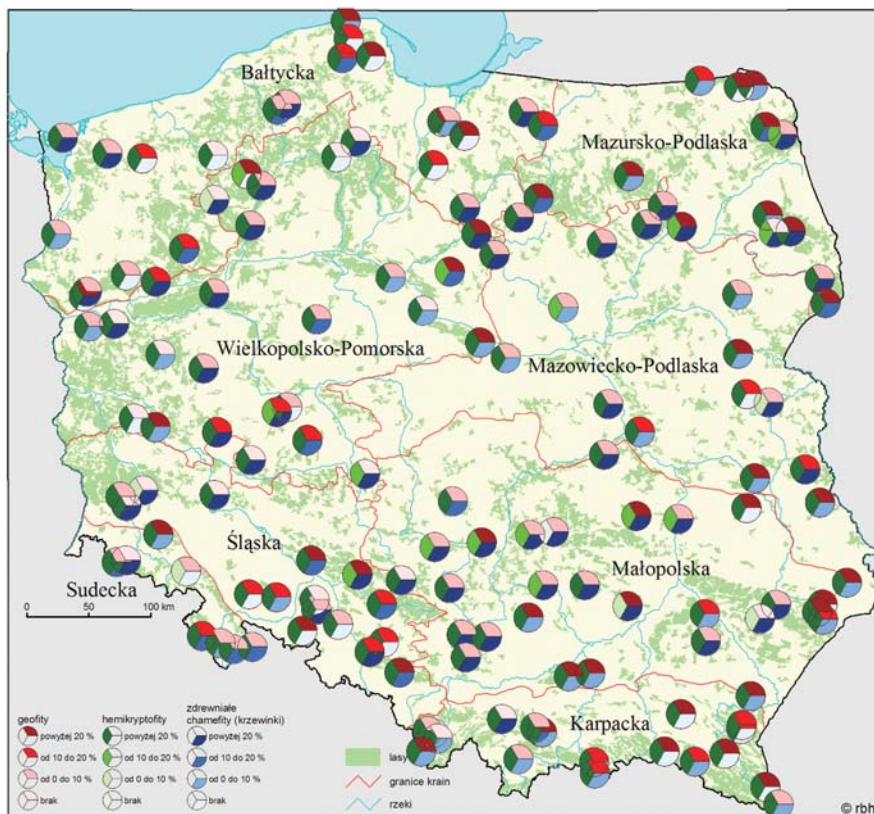 Bałtycka
Mazursko-Podlaska
Wielkopolsko-Pomorska
Mazowiecko-Podlaska
Śląska
Sudecka
Małopolska
Karpacka
0 50 100 km
geofity
powyżej 20 %
od 10 do 20 %
od 0 do 10 %
brak
hemikryptofity
powyżej 20 %
od 10 do 20 %
od 0 do 10 %
brak
zdrewniałe
chamefity (krzewinki)
powyżej 20 %
od 10 do 20 %
od 0 do 10 %
brak
lasy
granice krain
rzeki
© rbh